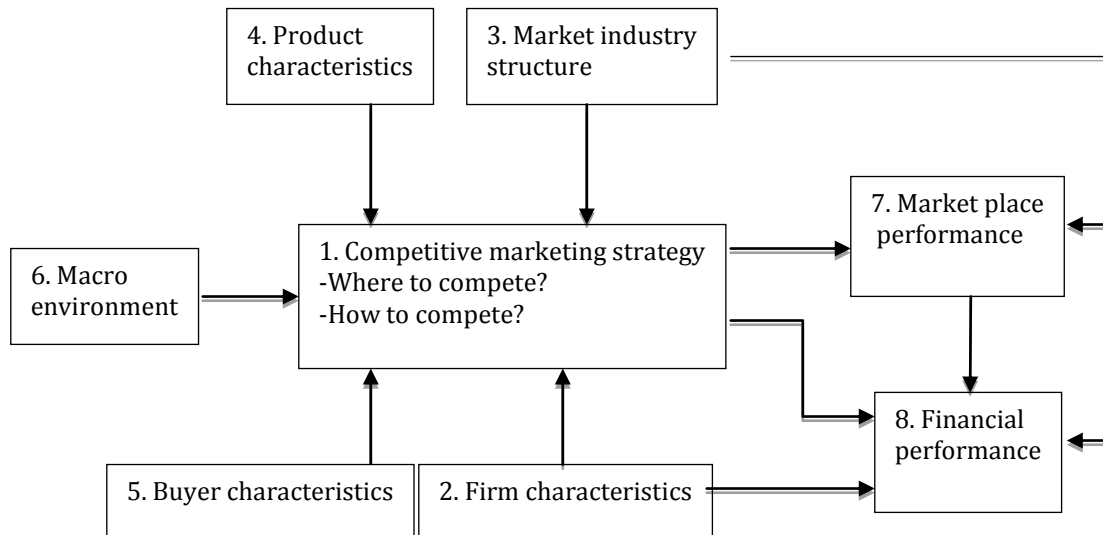 4. Product
characteristics
3. Market industry
structure
7. Market place
performance
1. Competitive marketing strategy
-Where to compete?
-How to compete?
6. Macro
environment
8. Financial
performance
5. Buyer characteristics
2. Firm characteristics